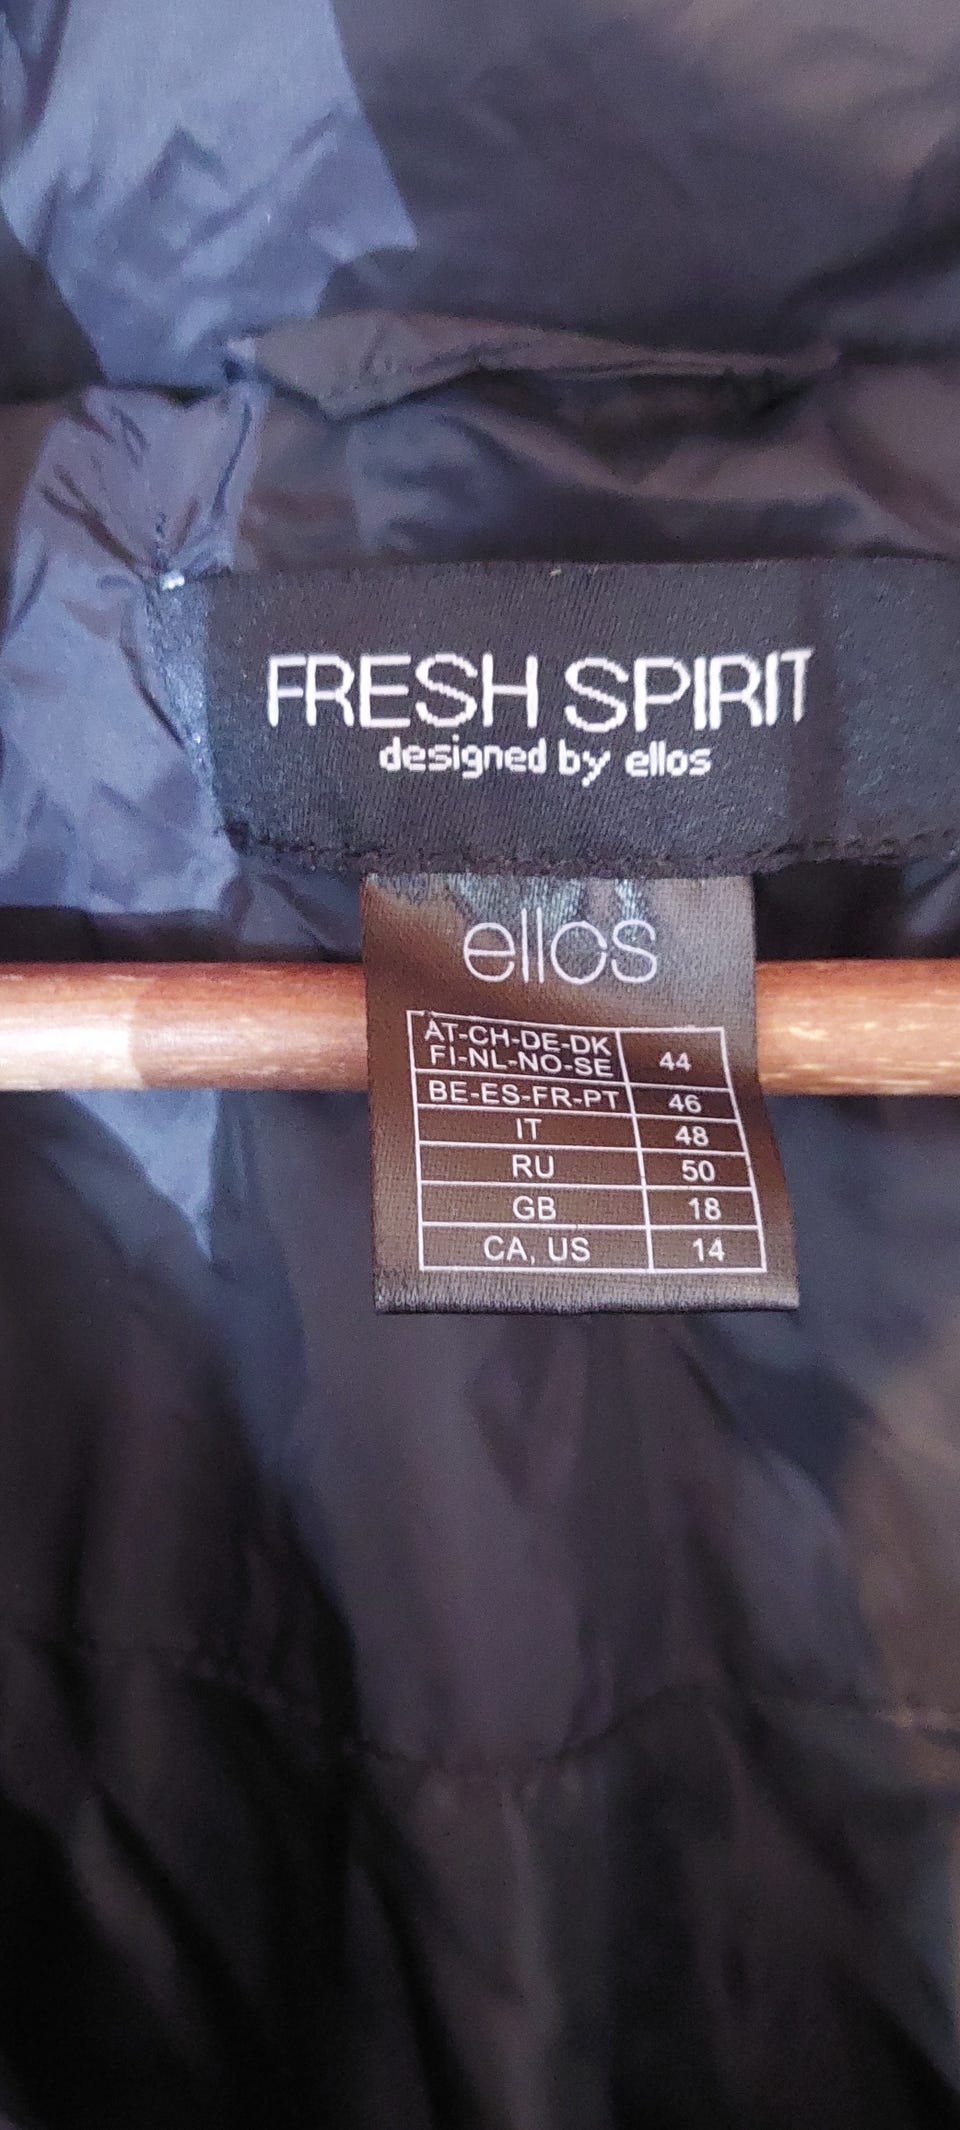 FRESH SPIRIT
designed by ellos
ellos
AT-CH-DE-DK
FI-NL-NO-SE 44
BE-ES-FR-PT 46
IT 48
RU 50
GB 18
CA, US 14